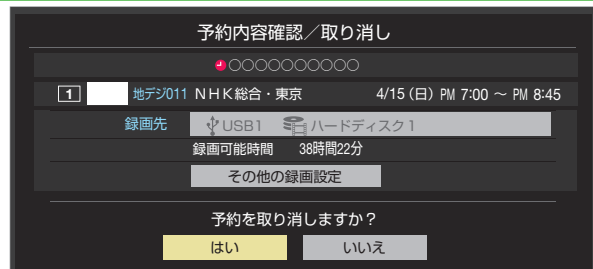 予約内容確認／取り消し
○○○○○○○○○○
1 地デジ011 NHK総合・東京 4/15(日) PM 7:00 ～ PM 8:45
録画先 USB1 ハードディスク1
録画可能時間 38時間22分
その他の録画設定
予約を取り消しますか？
はい いいえ